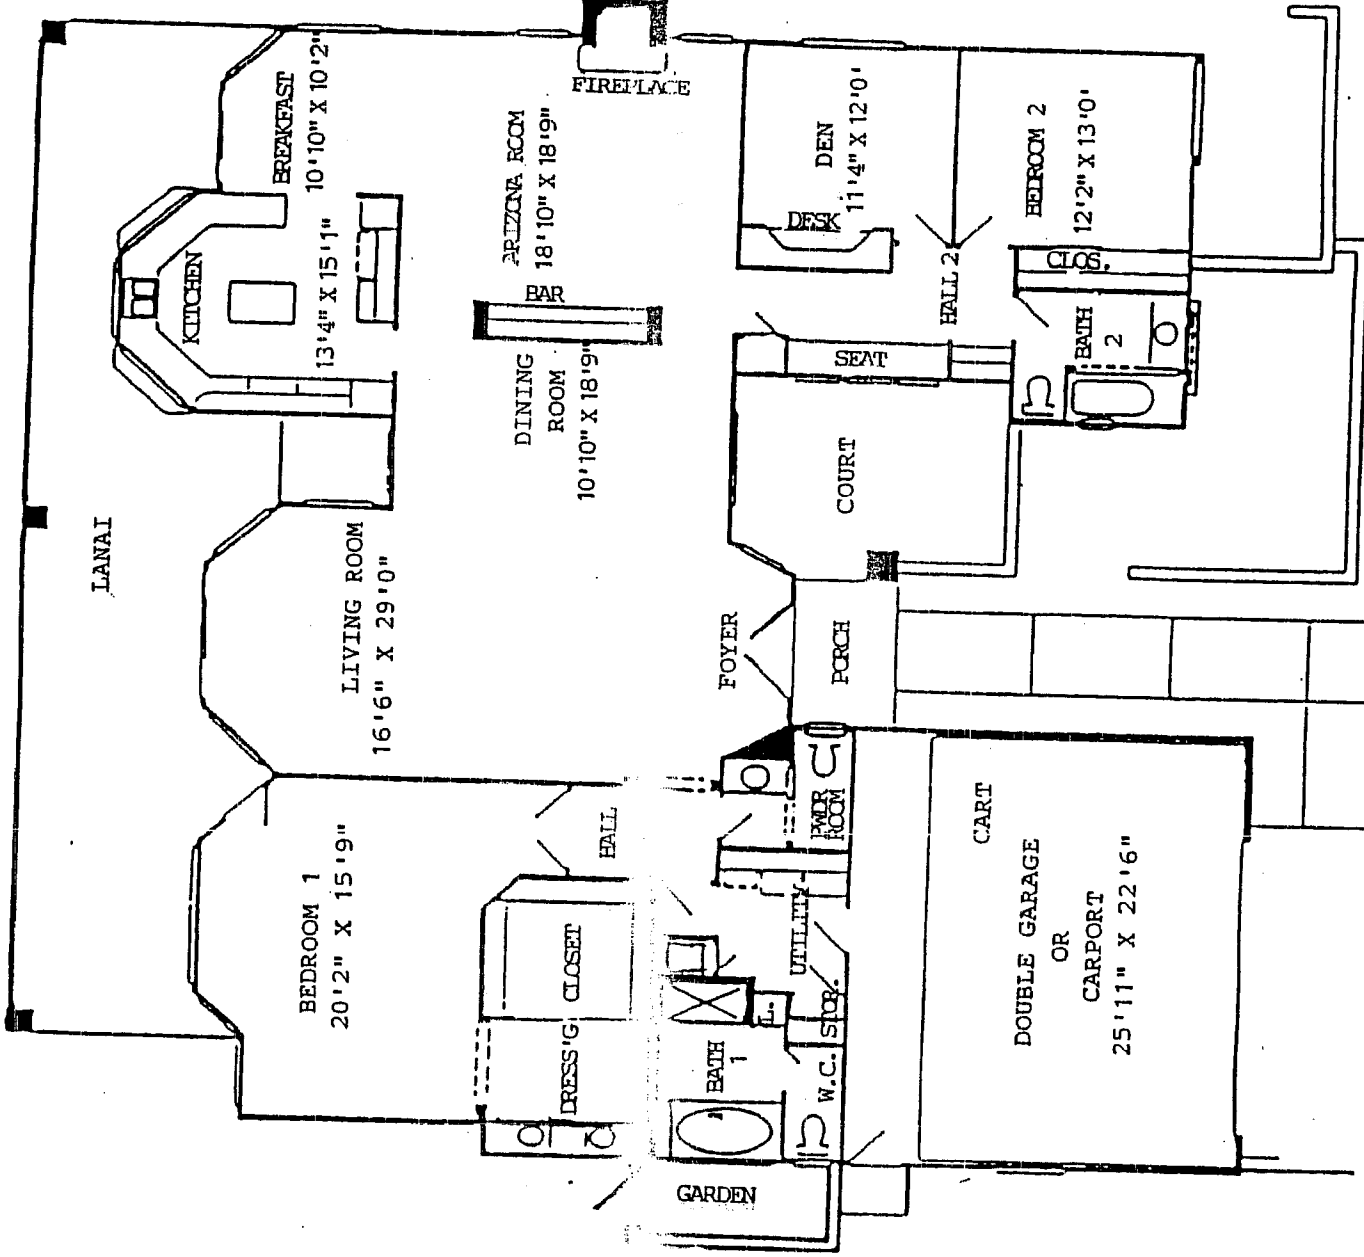 FIREPLACE
BREAKFAST
10'10" X 10'2"
KITCHEN
13'4" X 15'1"
ARIZONA ROOM
18'10" X 18'9"
BAR
DINING
ROOM
10'10" X 18'9"
DEN
11'4" X 12'0'
DESK
BEDROOM 2
12'2" X 13'0'
CLOS.
HALL 2
BATH
2
SEAT
COURT
LANAI
LIVING ROOM
16'6" X 29'0"
FOYER
PORCH
PWDR
ROOM
HALL
BEDROOM 1
20'2" X 15'9"
CLOSET
DRESS'G
BATH
1
L.
UTILITY
STOR.
W.C.
GARDEN
CART
DOUBLE GARAGE
OR
CARPORT
25'11" X 22'6"